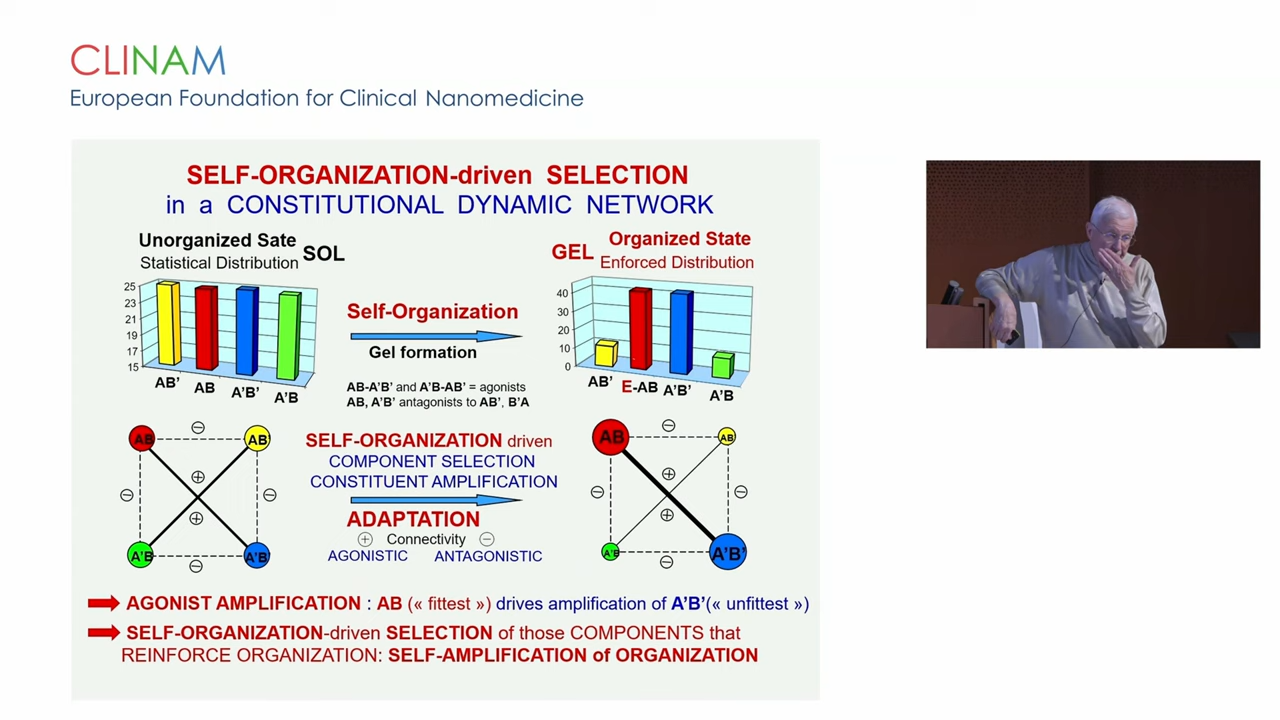 CLINAM
European Foundation for Clinical Nanomedicine
SELF-ORGANIZATION-driven SELECTION
in a CONSTITUTIONAL DYNAMIC NETWORK
Unorganized Sate
Statistical Distribution
SOL
25
23
21
19
17
15
AB'
AB
A'B'
A'B
Self-Organization
Gel formation
AB-A'B' and A'B-AB' = agonists
AB, A'B' antagonists to AB', B'A
GEL
Organized State
Enforced Distribution
40
30
20
10
0
AB'
E-AB
A'B'
A'B
AB
AB'
A'B
A'B'
SELF-ORGANIZATION driven
COMPONENT SELECTION
CONSTITUENT AMPLIFICATION
ADAPTATION
+ Connectivity −
AGONISTIC ANTAGONISTIC
AB
AB
A'B
A'B'
AGONIST AMPLIFICATION : AB (« fittest ») drives amplification of A'B'(« unfittest »)
SELF-ORGANIZATION-driven SELECTION of those COMPONENTS that
REINFORCE ORGANIZATION: SELF-AMPLIFICATION of ORGANIZATION